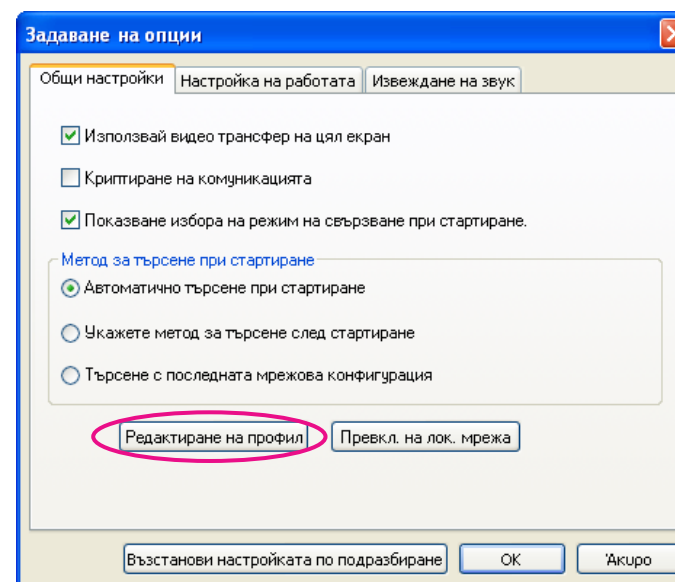 Задаване на опции
Общи настройки Настройка на работата Извеждане на звук
Използвай видео трансфер на цял екран
Криптиране на комуникацията
Показване избора на режим на свързване при стартиране.
Метод за търсене при стартиране
Автоматично търсене при стартиране
Укажете метод за търсене след стартиране
Търсене с последната мрежова конфигурация
Редактиране на профил Превкл. на лок. мрежа
Възстанови настройката по подразбиране OK 'Акиро